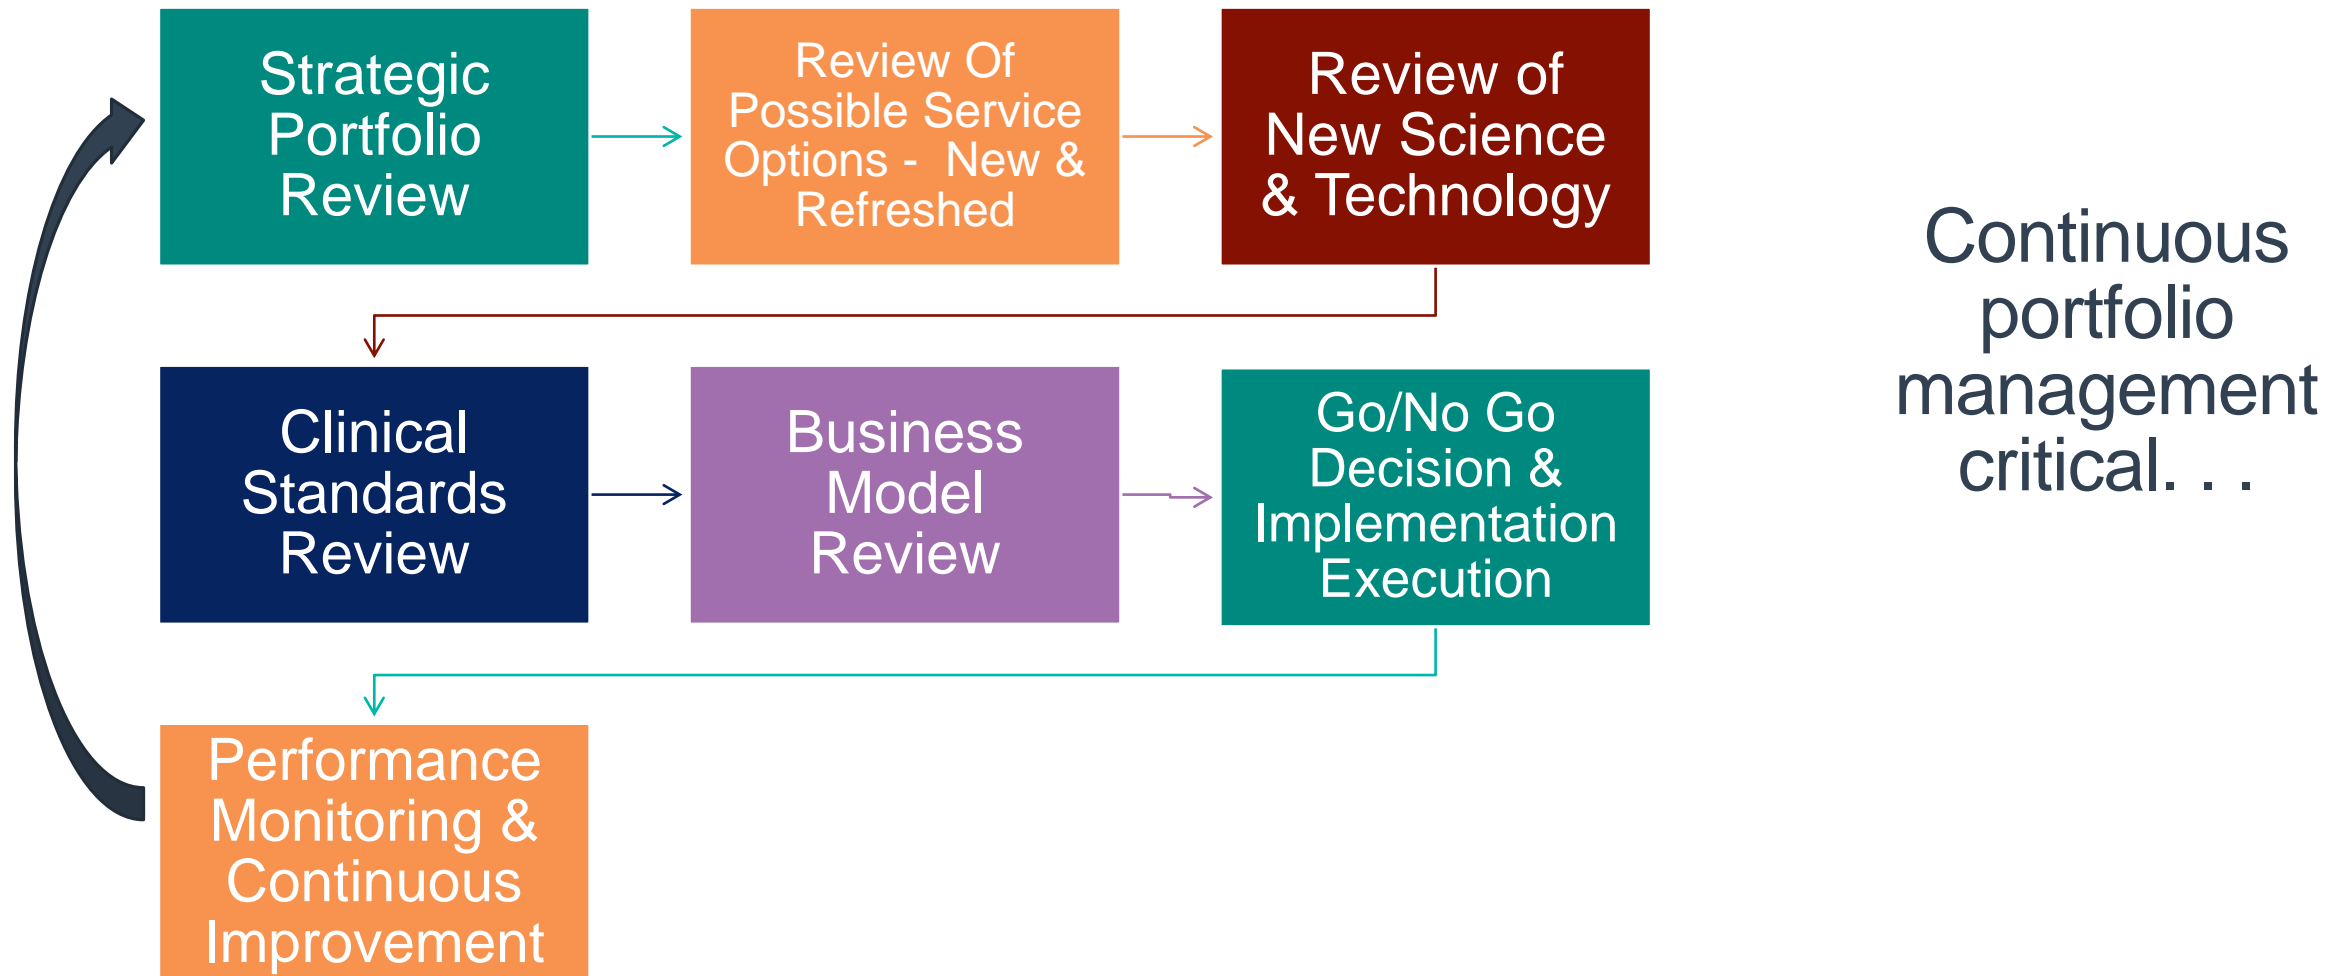 Strategic
Portfolio
Review
Review Of
Possible Service
Options -  New &
Refreshed
Review of
New Science
& Technology
Continuous
portfolio
management
critical. . .
Clinical
Standards
Review
Business
Model
Review
Go/No Go
Decision &
Implementation
Execution
Performance
Monitoring &
Continuous
Improvement